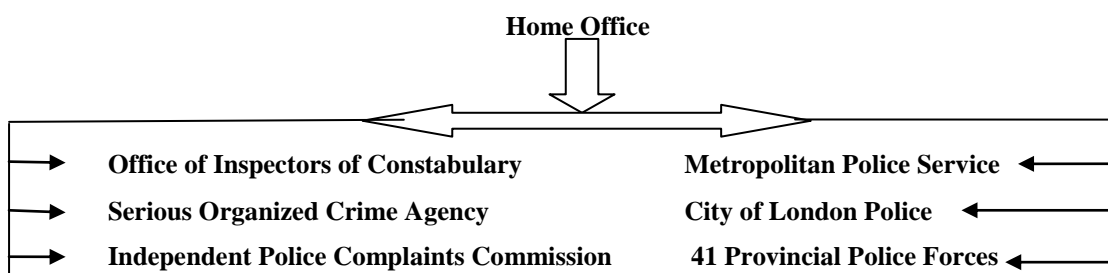 Home Office
Office of Inspectors of Constabulary
Metropolitan Police Service
Serious Organized Crime Agency
City of London Police
Independent Police Complaints Commission
41 Provincial Police Forces